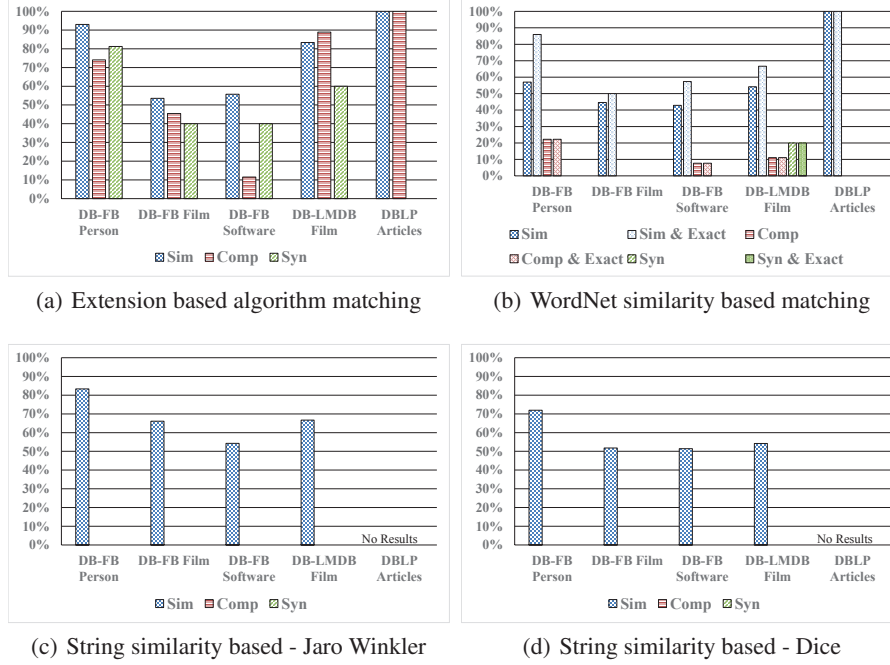 100%
90%
80%
70%
60%
50%
40%
30%
20%
10%
0%
DB-FB Person
DB-FB Film
DB-FB Software
DB-LMDB Film
DBLP Articles
Sim Comp Syn
(a) Extension based algorithm matching
100%
90%
80%
70%
60%
50%
40%
30%
20%
10%
0%
DB-FB Person
DB-FB Film
DB-FB Software
DB-LMDB Film
DBLP Articles
Sim Sim & Exact Comp
Comp & Exact Syn Syn & Exact
(b) WordNet similarity based matching
100%
90%
80%
70%
60%
50%
40%
30%
20%
10%
0%
No Results
DB-FB Person
DB-FB Film
DB-FB Software
DB-LMDB Film
DBLP Articles
Sim Comp Syn
(c) String similarity based - Jaro Winkler
100%
90%
80%
70%
60%
50%
40%
30%
20%
10%
0%
No Results
DB-FB Person
DB-FB Film
DB-FB Software
DB-LMDB Film
DBLP Articles
Sim Comp Syn
(d) String similarity based - Dice